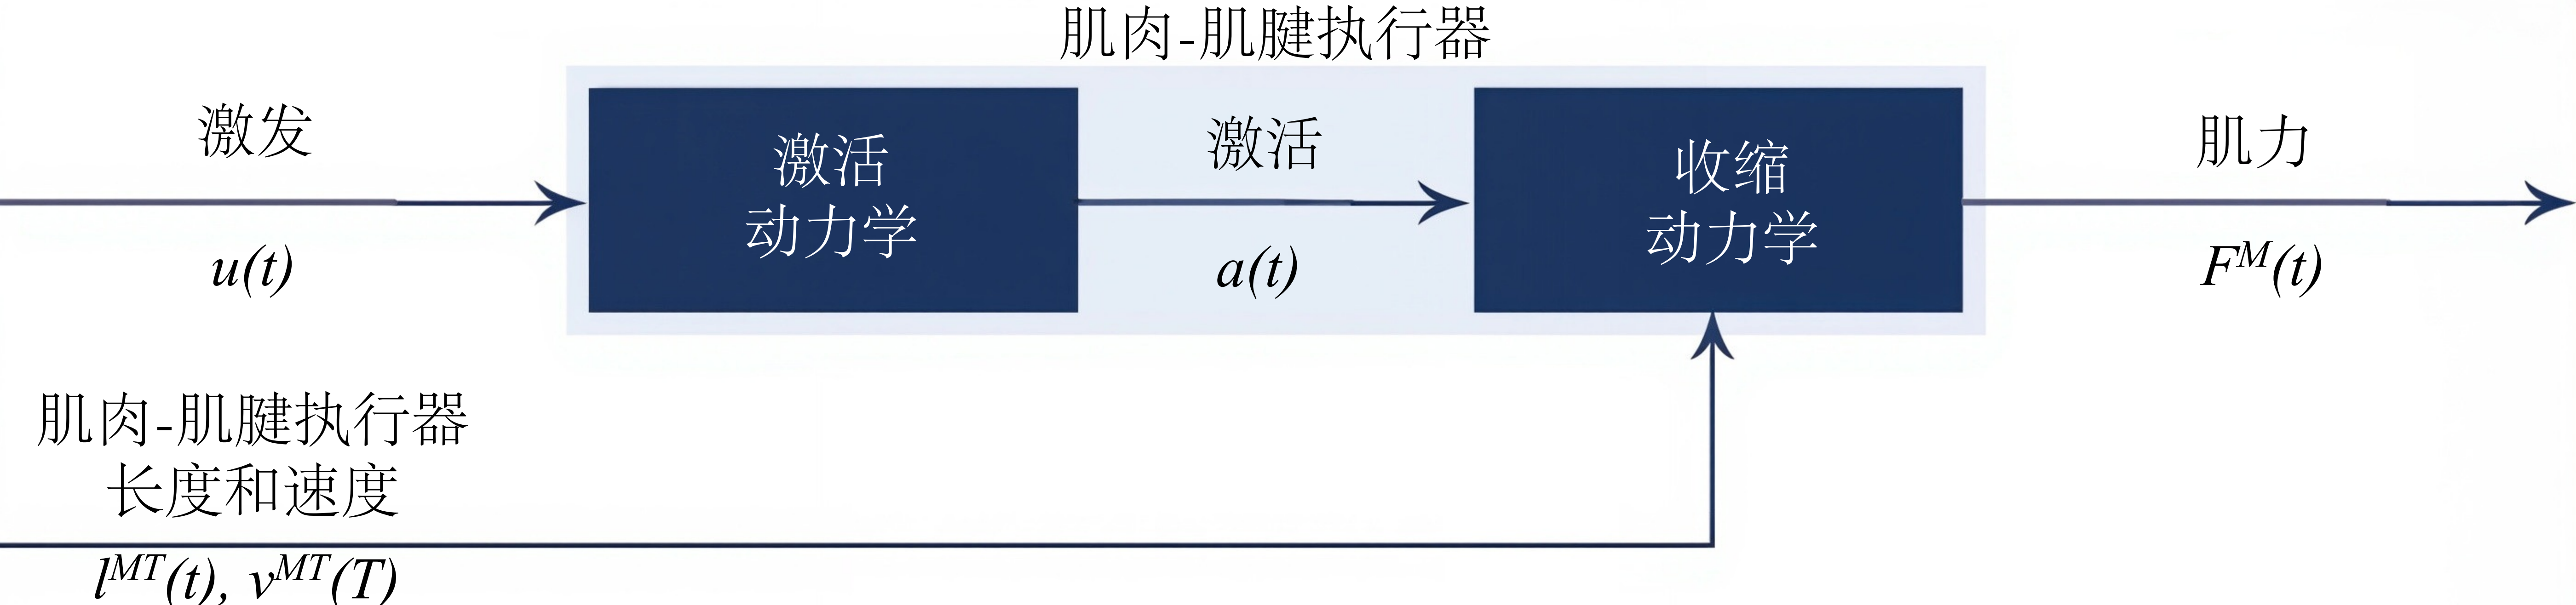 肌肉-肌腱执行器
激发
u(t)
激活
动力学
激活
a(t)
收缩
动力学
肌力
F^M(t)
肌肉-肌腱执行器
长度和速度
l^MT(t), v^MT(T)